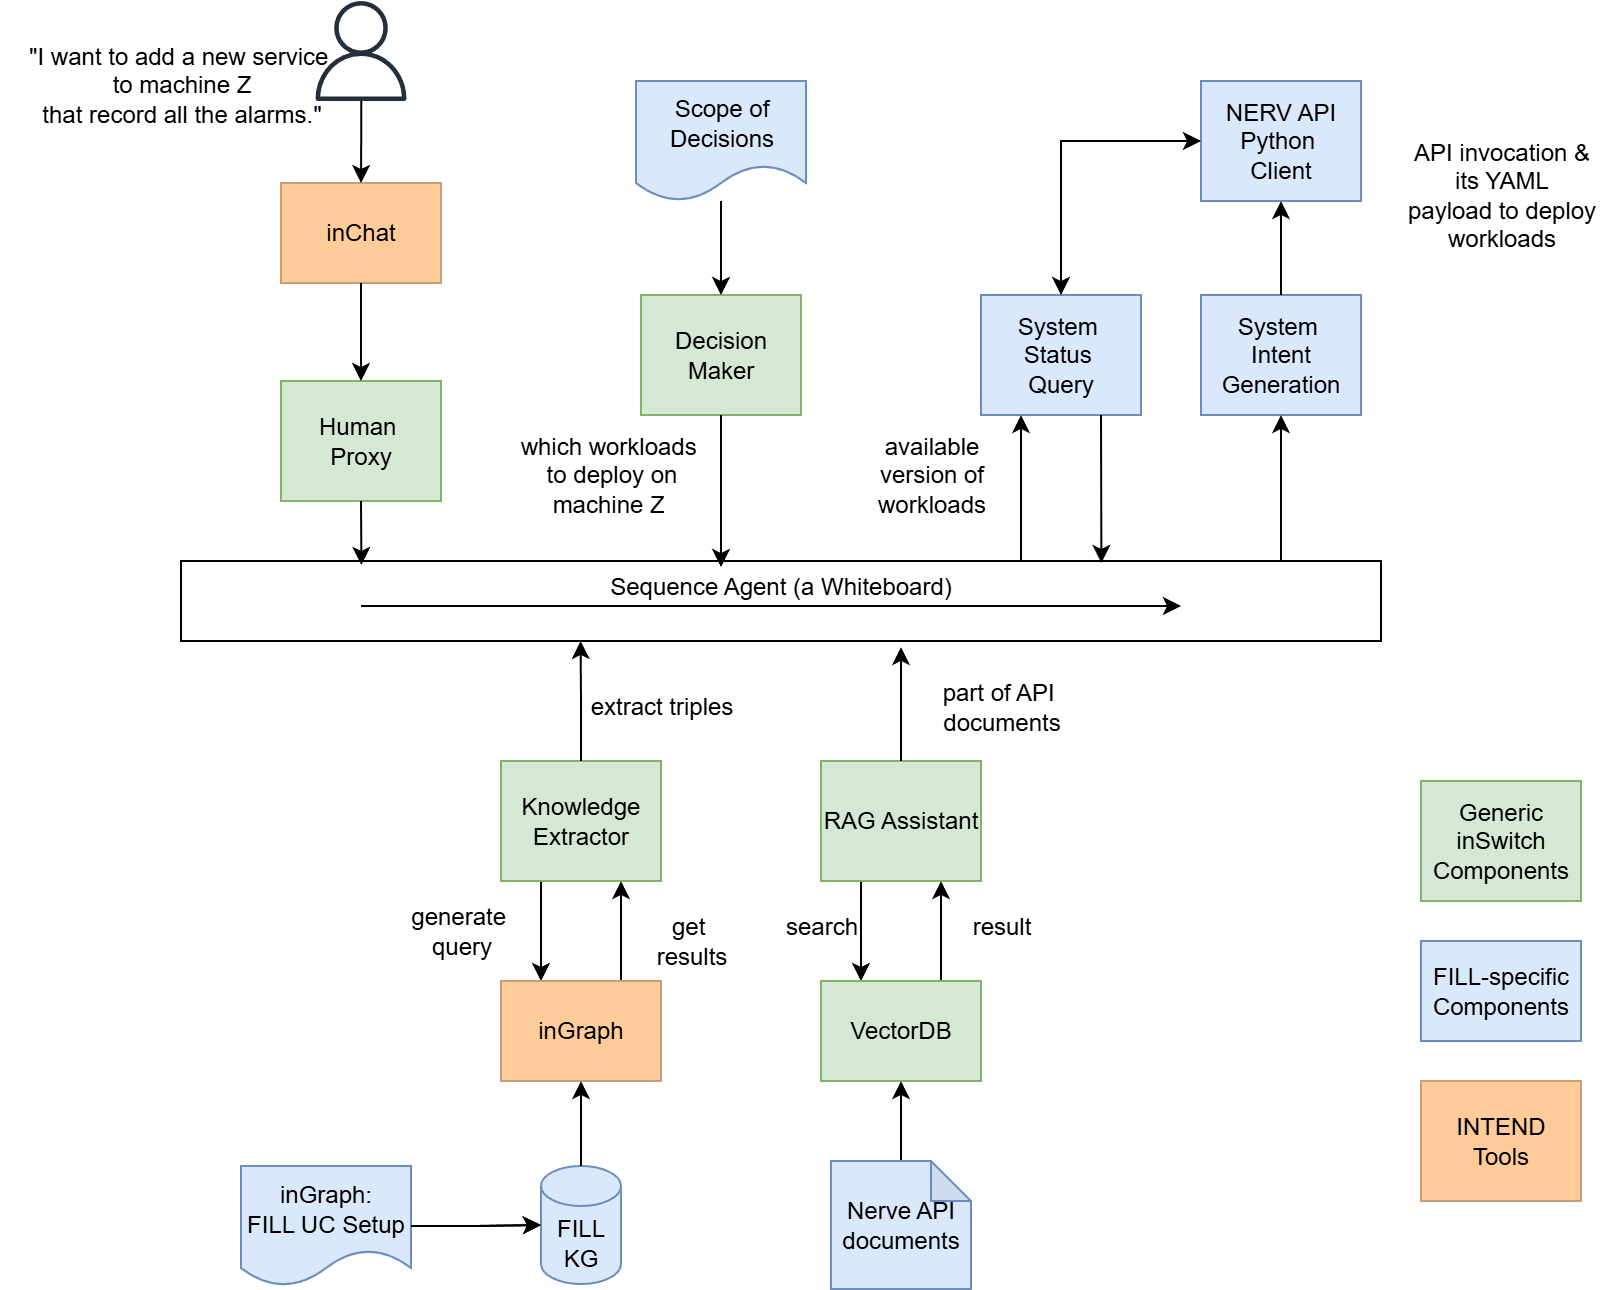 "I want to add a new service
to machine Z
that record all the alarms."
inChat
Human
Proxy
Scope of
Decisions
Decision
Maker
which workloads
to deploy on
machine Z
NERV API
Python
Client
API invocation &
its YAML
payload to deploy
workloads
System
Status
Query
System
Intent
Generation
available
version of
workloads
Sequence Agent (a Whiteboard)
extract triples
part of API
documents
Knowledge
Extractor
RAG Assistant
generate
query
get
results
search
result
inGraph
VectorDB
inGraph:
FILL UC Setup
FILL
KG
Nerve API
documents
Generic
inSwitch
Components
FILL-specific
Components
INTEND
Tools